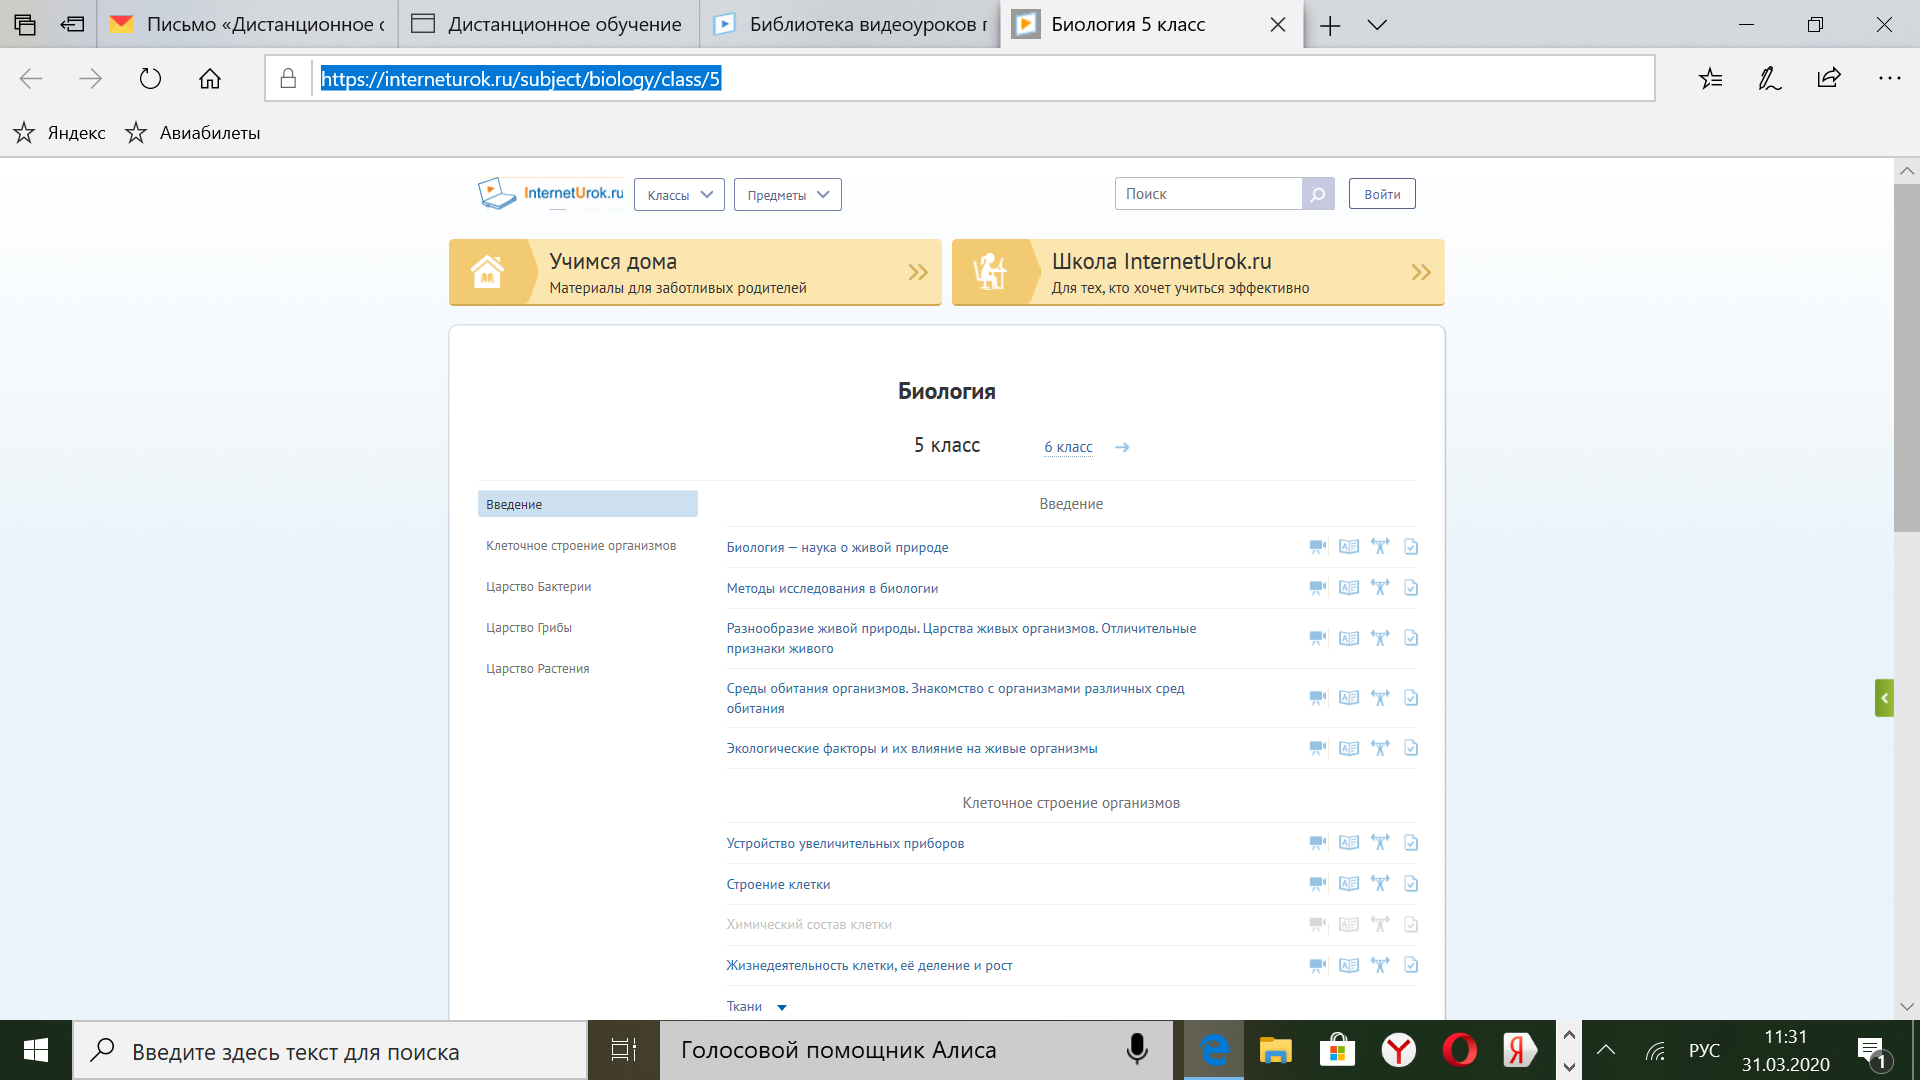 Письмо «Дистанционное с
Дистанционное обучение
Библиотека видеоуроков г
Биология 5 класс
https://interneturok.ru/subject/biology/class/5
Яндекс
Авиабилеты
InternetUrok.ru
Классы
Предметы
Поиск
Войти
Учимся дома
Материалы для заботливых родителей
Школа InternetUrok.ru
Для тех, кто хочет учиться эффективно
Биология
5 класс
6 класс
Введение
Клеточное строение организмов
Царство Бактерии
Царство Грибы
Царство Растения
Введение
Биология — наука о живой природе
Методы исследования в биологии
Разнообразие живой природы. Царства живых организмов. Отличительные
признаки живого
Среды обитания организмов. Знакомство с организмами различных сред
обитания
Экологические факторы и их влияние на живые организмы
Клеточное строение организмов
Устройство увеличительных приборов
Строение клетки
Химический состав клетки
Жизнедеятельность клетки, её деление и рост
Ткани
Введите здесь текст для поиска
Голосовой помощник Алиса
РУС
11:31
31.03.2020
1